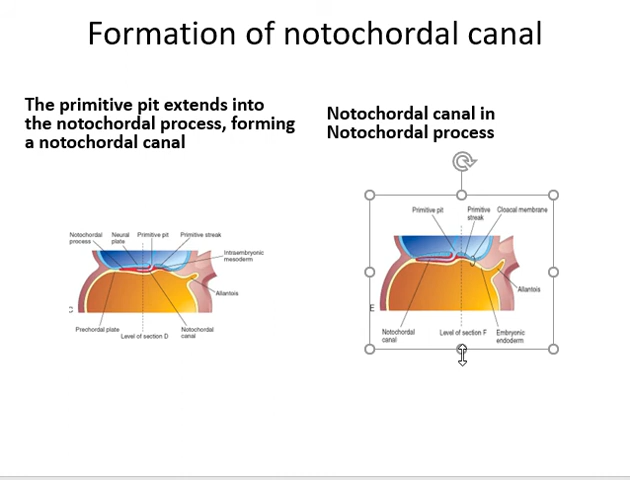 Formation of notochordal canal
The primitive pit extends into
the notochordal process, forming
a notochordal canal
Notochordal canal in
Notochordal process
Notochordal
process
Neural
plate
Primitive pit
Primitive streak
Intraembryonic
mesoderm
Allantois
Prechordal plate
Level of section D
Notochordal
canal
Primitive pit
Primitive
streak
Cloacal membrane
Allantois
E
Notochordal
canal
Level of section F
Embryonic
endoderm